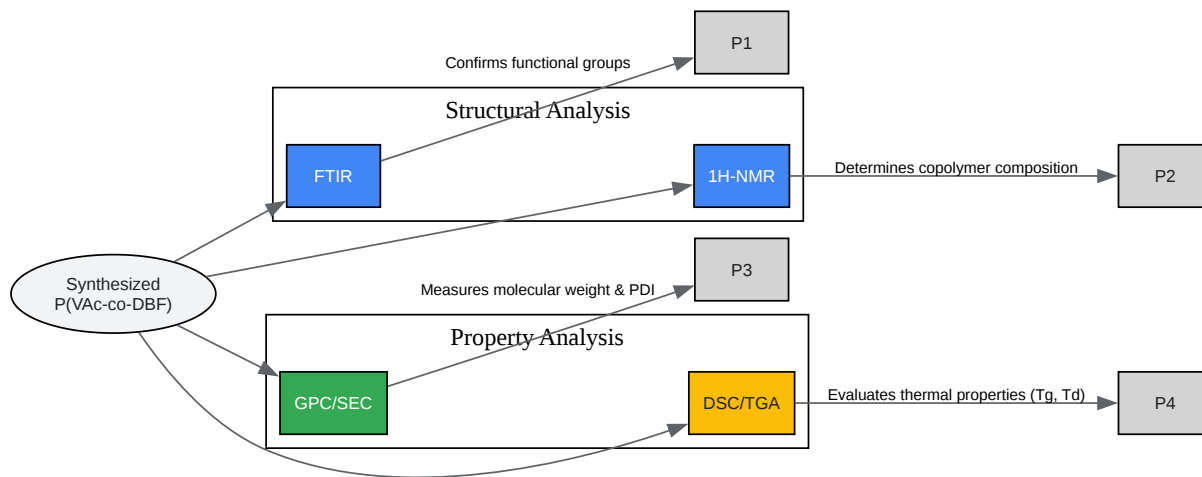 P1
Confirms functional groups
Structural Analysis
FTIR
1H-NMR
Determines copolymer composition
P2
Synthesized
P(VAc-co-DBF)
P3
Measures molecular weight & PDI
Property Analysis
GPC/SEC
DSC/TGA
Evaluates thermal properties (Tg, Td)
P4